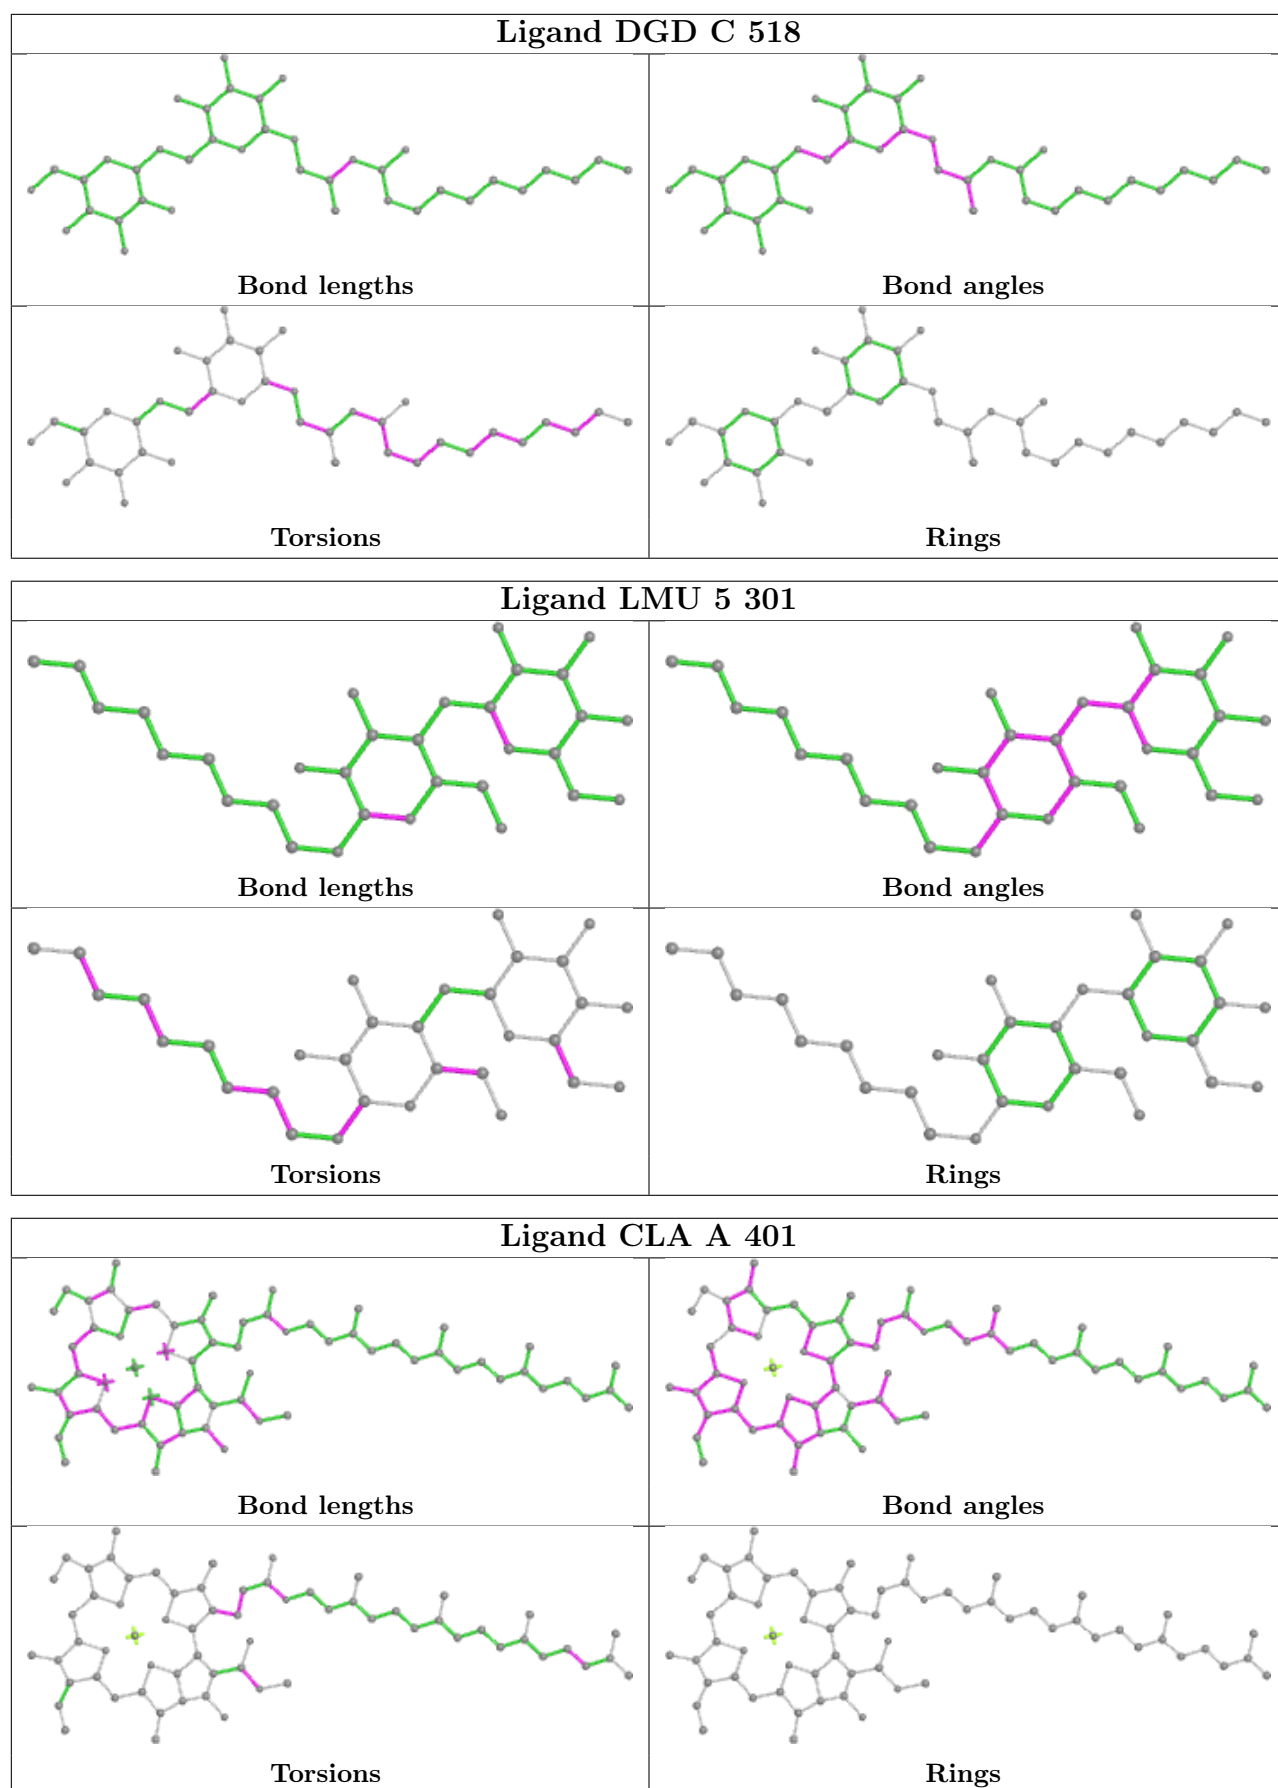 Ligand DGD C 518
Bond lengths
Bond angles
Torsions
Rings
Ligand LMU 5 301
Bond lengths
Bond angles
Torsions
Rings
Ligand CLA A 401
Bond lengths
Bond angles
Torsions
Rings